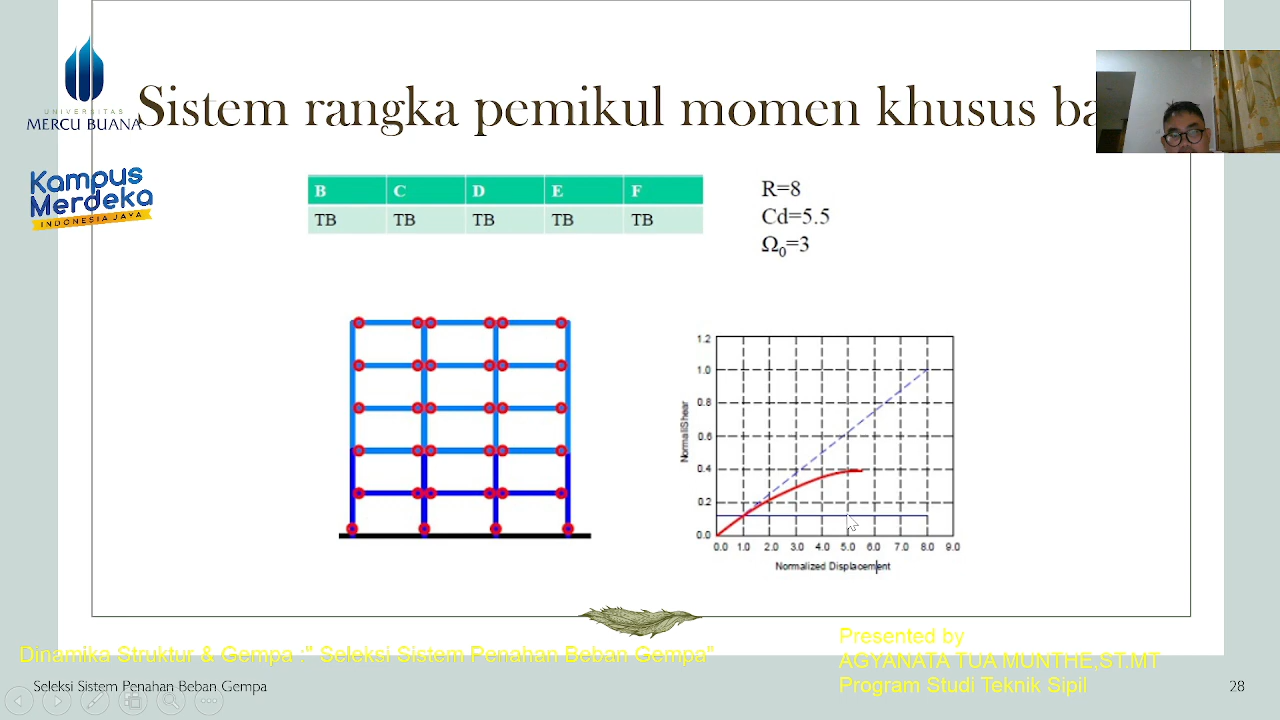 UNIVERSITAS
MERCU BUANA
Kampus
Merdeka
INDONESIA JAYA
Sistem rangka pemikul momen khusus ba
B C D E F
TB TB TB TB TB
R=8
Cd=5.5
Ω0=3
1.2
1.0
0.8
0.6
0.4
0.2
0.0
NormaliShear
0.0 1.0 2.0 3.0 4.0 5.0 6.0 7.0 8.0 9.0
Normalized Displacement
Dinamika Struktur & Gempa :" Seleksi Sistem Penahan Beban Gempa"
Presented by
AGYANATA TUA MUNTHE,ST.MT
Program Studi Teknik Sipil
Seleksi Sistem Penahan Beban Gempa
28